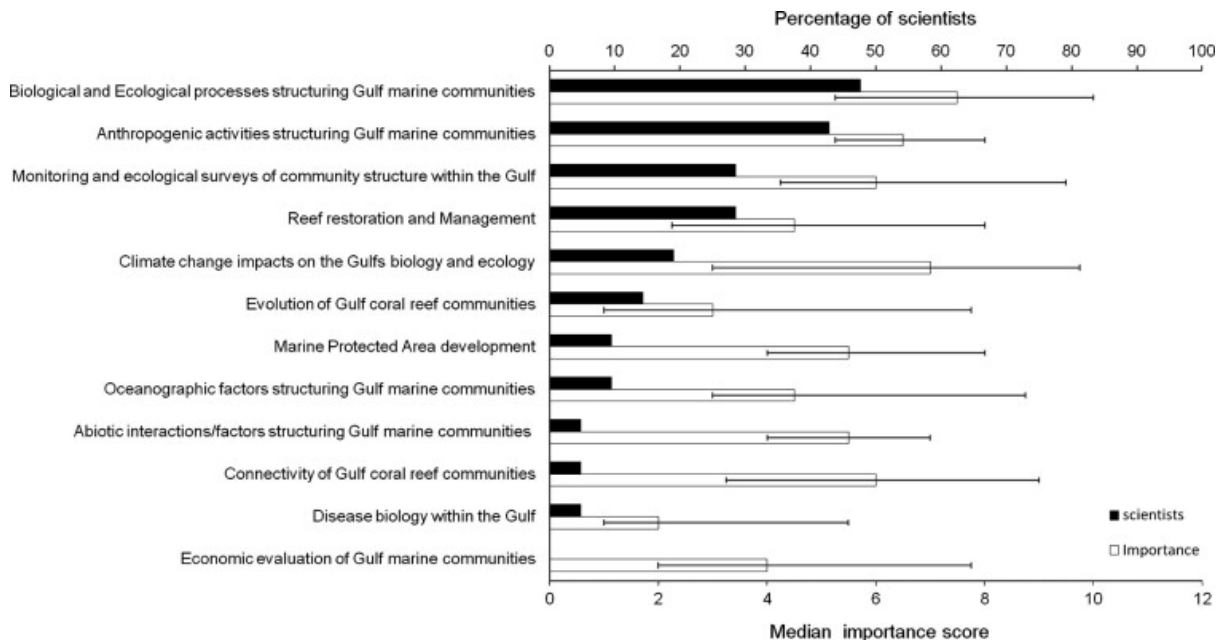 Percentage of scientists
0 10 20 30 40 50 60 70 80 90 100
Biological and Ecological processes structuring Gulf marine communities
Anthropogenic activities structuring Gulf marine communities
Monitoring and ecological surveys of community structure within the Gulf
Reef restoration and Management
Climate change impacts on the Gulfs biology and ecology
Evolution of Gulf coral reef communities
Marine Protected Area development
Oceanographic factors structuring Gulf marine communities
Abiotic interactions/factors structuring Gulf marine communities
Connectivity of Gulf coral reef communities
Disease biology within the Gulf
Economic evaluation of Gulf marine communities
scientists
Importance
0 2 4 6 8 10 12
Median importance score